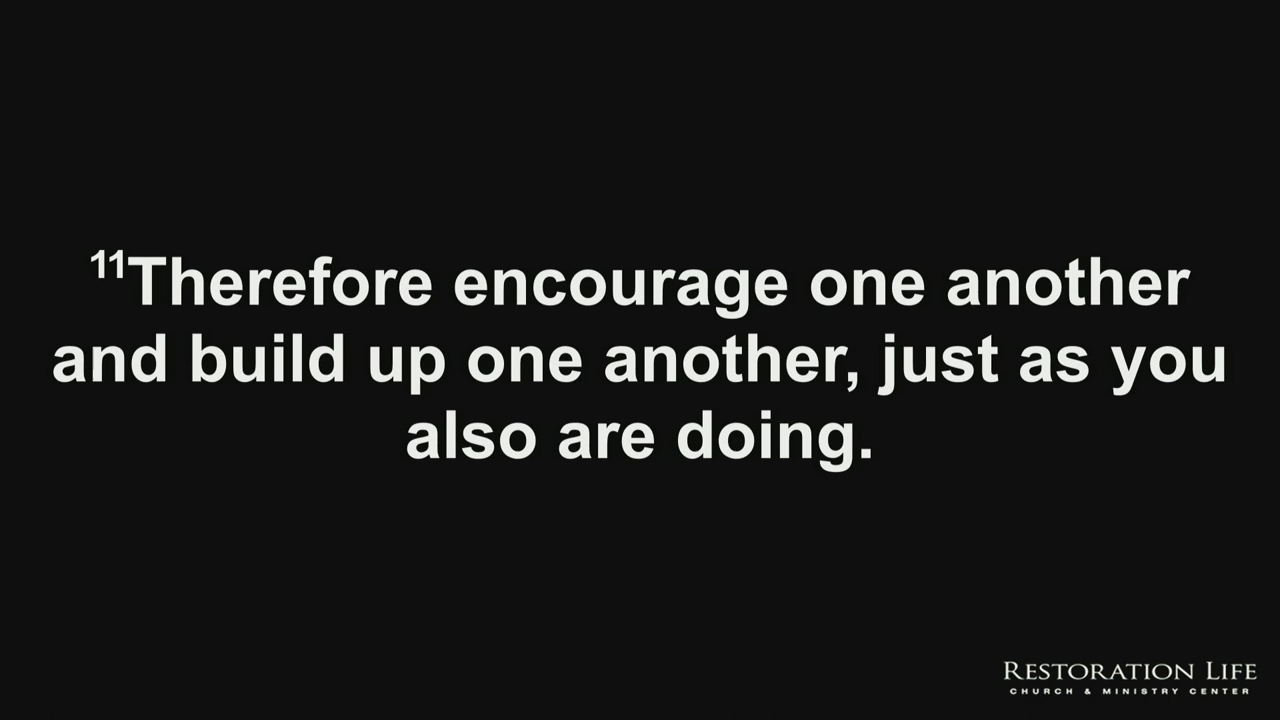 ¹¹Therefore encourage one another
and build up one another, just as you
also are doing.
RESTORATION LIFE
CHURCH & MINISTRY CENTER